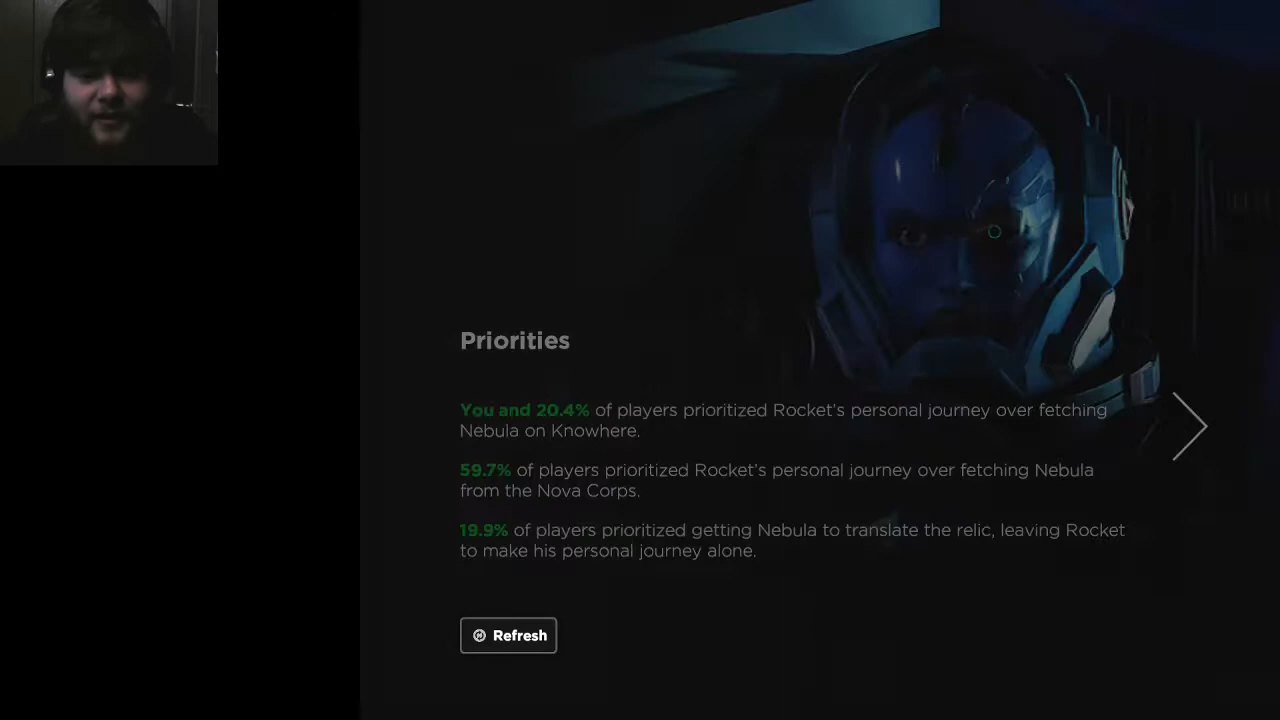 Priorities
You and 20.4% of players prioritized Rocket's personal journey over fetching
Nebula on Knowhere.
59.7% of players prioritized Rocket's personal journey over fetching Nebula
from the Nova Corps.
19.9% of players prioritized getting Nebula to translate the relic, leaving Rocket
to make his personal journey alone.
Refresh